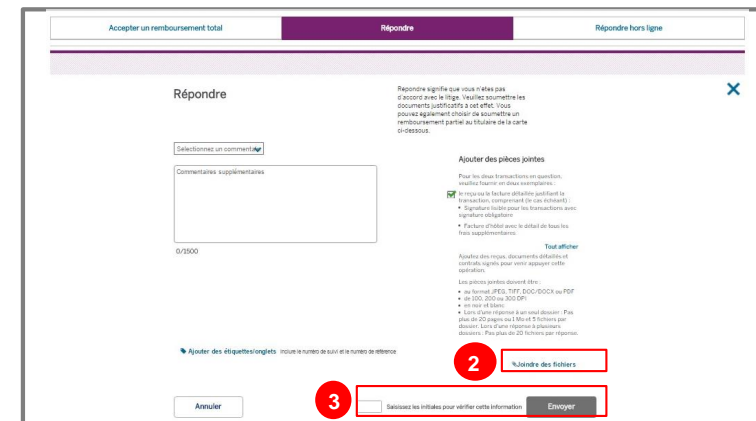 Accepter un remboursement total
Répondre
Répondre hors ligne
Répondre
Répondre signifie que vous n'êtes pas
d'accord avec le litige. Veuillez soumettre les
documents justificatifs à cet effet. Vous
pouvez également choisir de soumettre un
remboursement partiel au titulaire de la carte
ci-dessous.
Sélectionnez un commentaire
Commentaires supplémentaires
0/1500
Ajouter des pièces jointes
Pour les deux transactions en question,
veuillez fournir en deux exemplaires :
le reçu ou la facture détaillée justifiant la
transaction, comprenant (le cas échéant) :
• Signature lisible pour les transactions avec
signature obligatoire
• Facture d'hôtel avec le détail de tous les
frais supplémentaires
Tout afficher
Ajoutez des reçus, documents détaillés et
contrats signés pour venir appuyer cette
opération.
Les pièces jointes doivent être :
• au format JPEG, TIFF, DOC/DOCX ou PDF
• de 100, 200 ou 300 DPI
• en noir et blanc
• Lors d'une réponse à un seul dossier : Pas
plus de 20 pages ou 1 Mo et 5 fichiers par
dossier. Lors d'une réponse à plusieurs
dossiers : Pas plus de 20 fichiers par réponse.
Ajouter des étiquettes/onglets Inclure le numéro de suivi et le numéro de référence
2
Joindre des fichiers
Annuler
3
Saisissez les initiales pour vérifier cette information
Envoyer